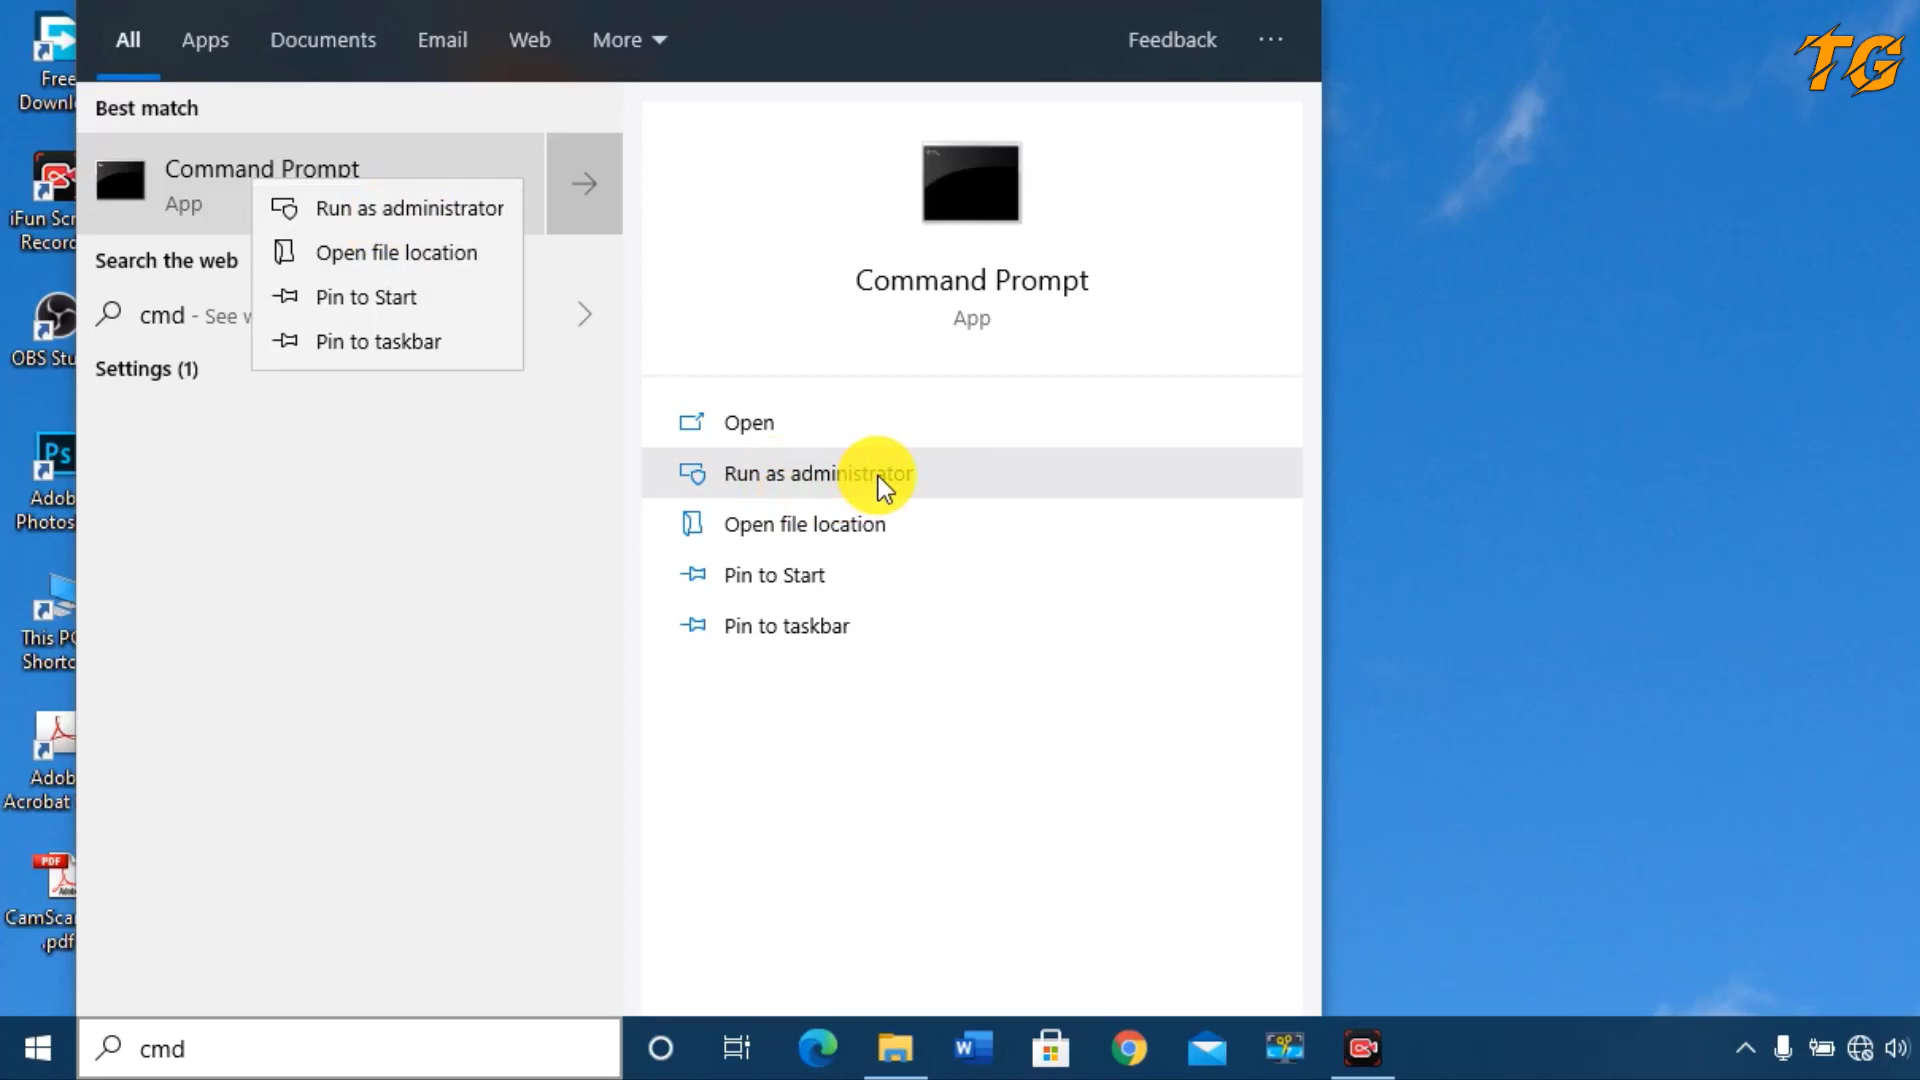 All
Apps
Documents
Email
Web
More
Feedback
TG
Best match
Command Prompt
App
Run as administrator
Open file location
Pin to Start
Pin to taskbar
Search the web
cmd - See w
Settings (1)
Command Prompt
App
Open
Run as administrator
Open file location
Pin to Start
Pin to taskbar
Free
Downl
iFun Scr
Record
OBS Stu
Ps
Adob
Photos
This PC
Shortc
Adob
Acrobat
PDF
Adob
CamSca
.pdf
cmd
W